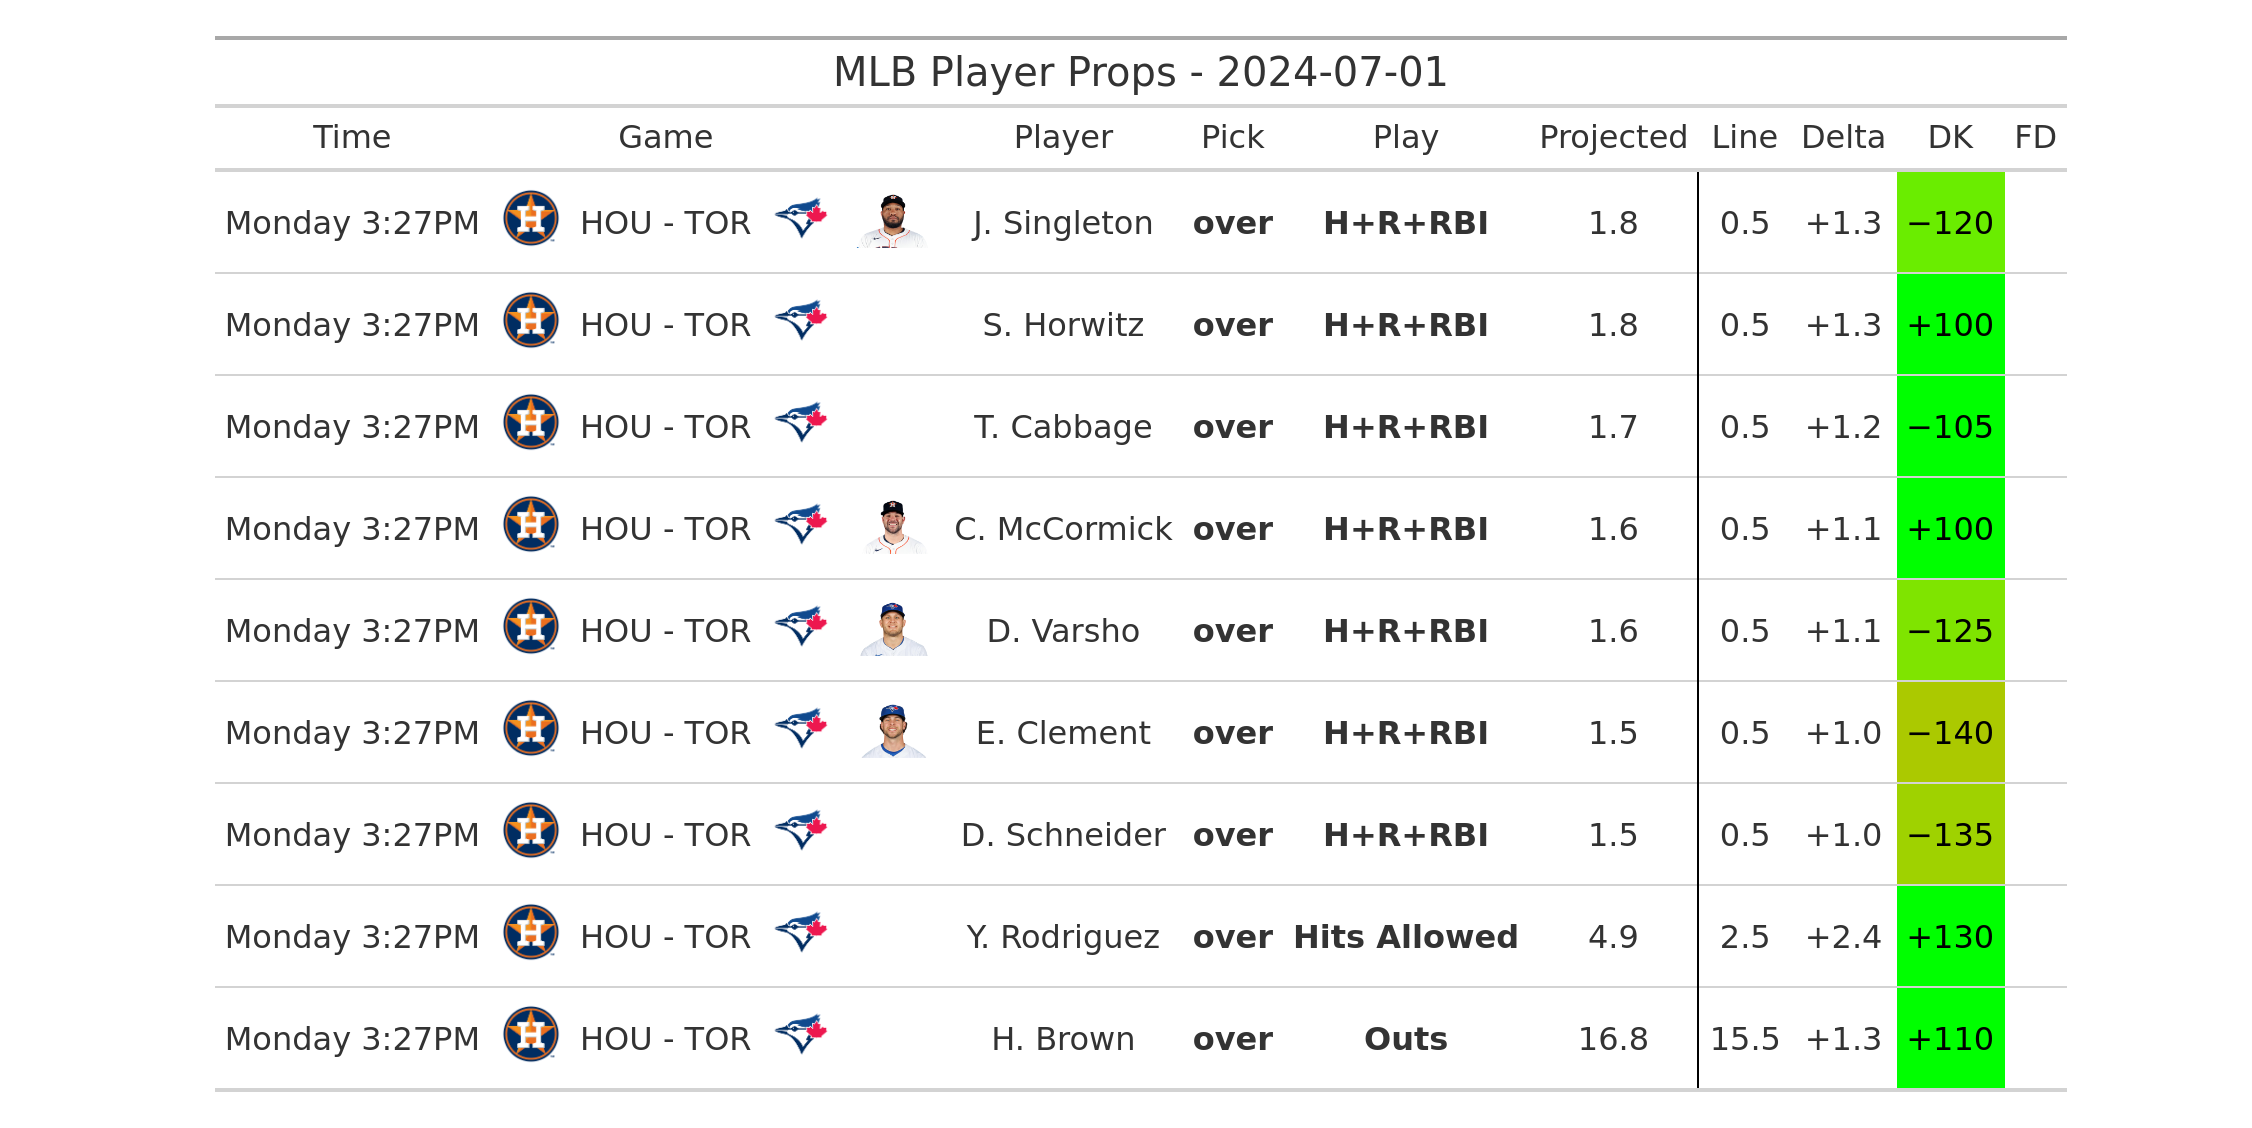 MLB Player Props - 2024-07-01
Time Game Player Pick Play Projected Line Delta DK FD
Monday 3:27PM HOU - TOR J. Singleton over H+R+RBI 1.8 0.5 +1.3 −120
Monday 3:27PM HOU - TOR S. Horwitz over H+R+RBI 1.8 0.5 +1.3 +100
Monday 3:27PM HOU - TOR T. Cabbage over H+R+RBI 1.7 0.5 +1.2 −105
Monday 3:27PM HOU - TOR C. McCormick over H+R+RBI 1.6 0.5 +1.1 +100
Monday 3:27PM HOU - TOR D. Varsho over H+R+RBI 1.6 0.5 +1.1 −125
Monday 3:27PM HOU - TOR E. Clement over H+R+RBI 1.5 0.5 +1.0 −140
Monday 3:27PM HOU - TOR D. Schneider over H+R+RBI 1.5 0.5 +1.0 −135
Monday 3:27PM HOU - TOR Y. Rodriguez over Hits Allowed 4.9 2.5 +2.4 +130
Monday 3:27PM HOU - TOR H. Brown over Outs 16.8 15.5 +1.3 +110